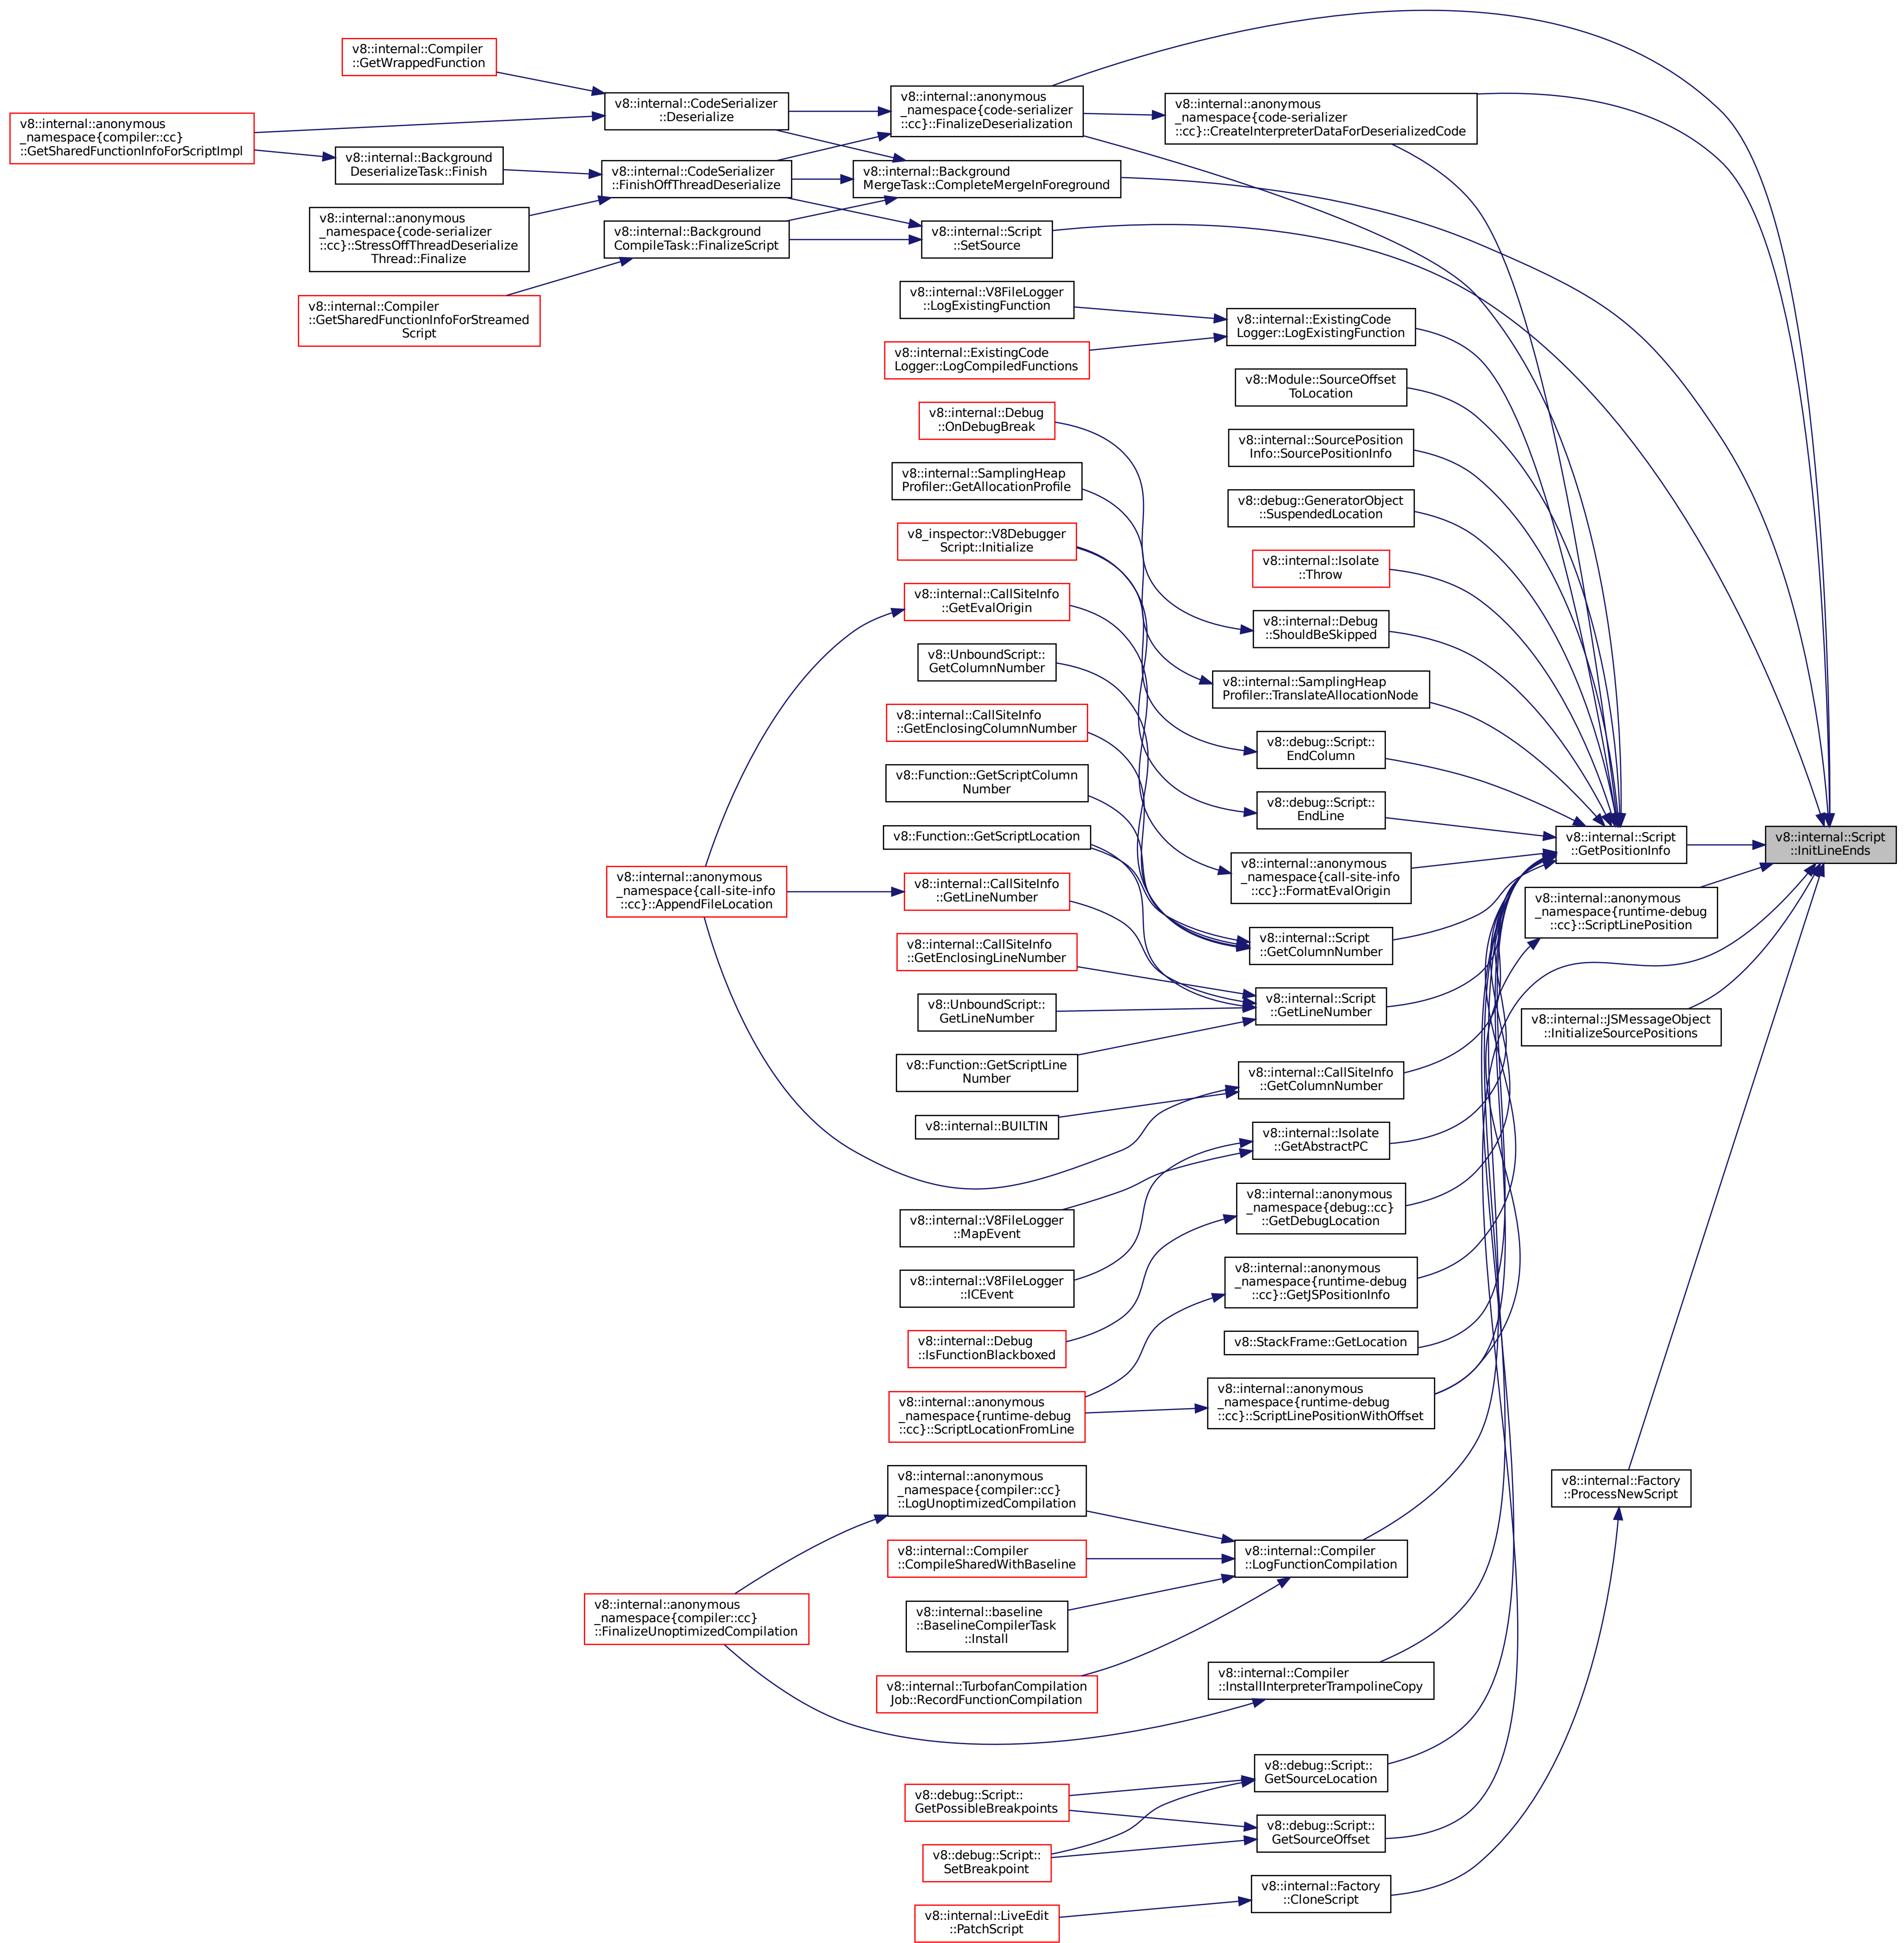 v8::internal::Compiler
::GetWrappedFunction
v8::internal::anonymous
_namespace{compiler::cc}
::GetSharedFunctionInfoForScriptImpl
v8::internal::Background
DeserializeTask::Finish
v8::internal::anonymous
_namespace{code-serializer
::cc}::StressOffThreadDeserialize
Thread::Finalize
v8::internal::Compiler
::GetSharedFunctionInfoForStreamed
Script
v8::internal::CodeSerializer
::Deserialize
v8::internal::CodeSerializer
::FinishOffThreadDeserialize
v8::internal::Background
CompileTask::FinalizeScript
v8::internal::anonymous
_namespace{code-serializer
::cc}::FinalizeDeserialization
v8::internal::Background
MergeTask::CompleteMergeInForeground
v8::internal::Script
::SetSource
v8::internal::anonymous
_namespace{code-serializer
::cc}::CreateInterpreterDataForDeserializedCode
v8::internal::V8FileLogger
::LogExistingFunction
v8::internal::ExistingCode
Logger::LogCompiledFunctions
v8::internal::ExistingCode
Logger::LogExistingFunction
v8::Module::SourceOffset
ToLocation
v8::internal::Debug
::OnDebugBreak
v8::internal::SourcePosition
Info::SourcePositionInfo
v8::internal::SamplingHeap
Profiler::GetAllocationProfile
v8::debug::GeneratorObject
::SuspendedLocation
v8_inspector::V8Debugger
Script::Initialize
v8::internal::Isolate
::Throw
v8::internal::CallSiteInfo
::GetEvalOrigin
v8::internal::Debug
::ShouldBeSkipped
v8::UnboundScript::
GetColumnNumber
v8::internal::SamplingHeap
Profiler::TranslateAllocationNode
v8::internal::CallSiteInfo
::GetEnclosingColumnNumber
v8::debug::Script::
EndColumn
v8::Function::GetScriptColumn
Number
v8::debug::Script::
EndLine
v8::Function::GetScriptLocation
v8::internal::Script
::GetPositionInfo
v8::internal::Script
::InitLineEnds
v8::internal::anonymous
_namespace{call-site-info
::cc}::AppendFileLocation
v8::internal::CallSiteInfo
::GetLineNumber
v8::internal::anonymous
_namespace{call-site-info
::cc}::FormatEvalOrigin
v8::internal::anonymous
_namespace{runtime-debug
::cc}::ScriptLinePosition
v8::internal::CallSiteInfo
::GetEnclosingLineNumber
v8::internal::Script
::GetColumnNumber
v8::UnboundScript::
GetLineNumber
v8::internal::Script
::GetLineNumber
v8::internal::JSMessageObject
::InitializeSourcePositions
v8::Function::GetScriptLine
Number
v8::internal::CallSiteInfo
::GetColumnNumber
v8::internal::BUILTIN
v8::internal::Isolate
::GetAbstractPC
v8::internal::V8FileLogger
::MapEvent
v8::internal::anonymous
_namespace{debug::cc}
::GetDebugLocation
v8::internal::V8FileLogger
::ICEvent
v8::internal::anonymous
_namespace{runtime-debug
::cc}::GetJSPositionInfo
v8::internal::Debug
::IsFunctionBlackboxed
v8::StackFrame::GetLocation
v8::internal::anonymous
_namespace{runtime-debug
::cc}::ScriptLocationFromLine
v8::internal::anonymous
_namespace{runtime-debug
::cc}::ScriptLinePositionWithOffset
v8::internal::anonymous
_namespace{compiler::cc}
::LogUnoptimizedCompilation
v8::internal::Factory
::ProcessNewScript
v8::internal::Compiler
::CompileSharedWithBaseline
v8::internal::Compiler
::LogFunctionCompilation
v8::internal::anonymous
_namespace{compiler::cc}
::FinalizeUnoptimizedCompilation
v8::internal::baseline
::BaselineCompilerTask
::Install
v8::internal::TurbofanCompilation
Job::RecordFunctionCompilation
v8::internal::Compiler
::InstallInterpreterTrampolineCopy
v8::debug::Script::
GetSourceLocation
v8::debug::Script::
GetPossibleBreakpoints
v8::debug::Script::
GetSourceOffset
v8::debug::Script::
SetBreakpoint
v8::internal::Factory
::CloneScript
v8::internal::LiveEdit
::PatchScript